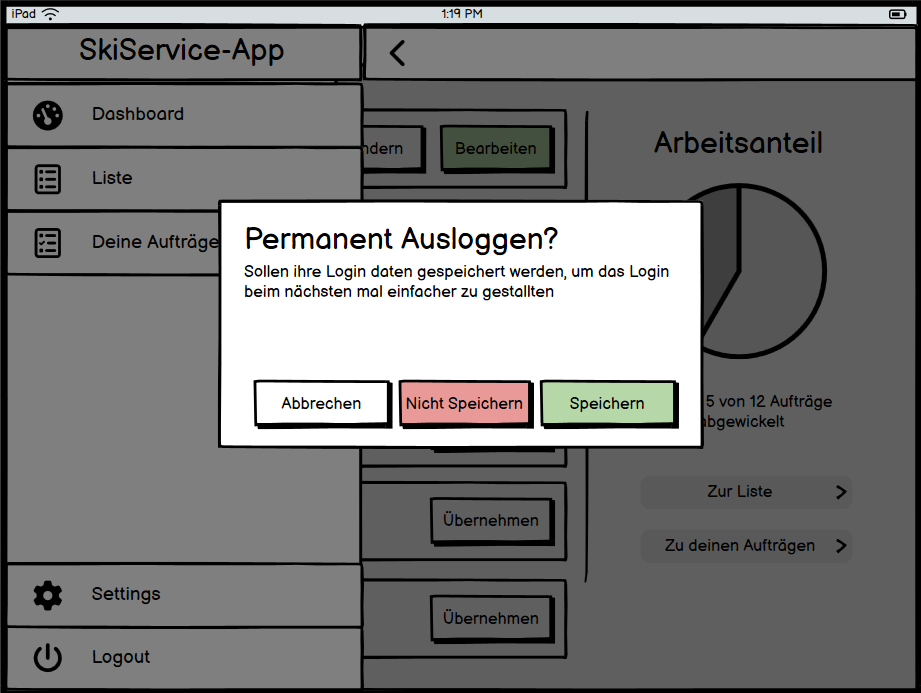 iPad
1:19 PM
SkiService-App
Dashboard
Liste
Deine Aufträge
Settings
Logout
ndern
Bearbeiten
Arbeitsanteil
Permanent Ausloggen?
Sollen ihre Login daten gespeichert werden, um das Login
beim nächsten mal einfacher zu gestallten
Abbrechen
Nicht Speichern
Speichern
5 von 12 Aufträge
abgewickelt
Zur Liste
Zu deinen Aufträgen
Übernehmen
Übernehmen